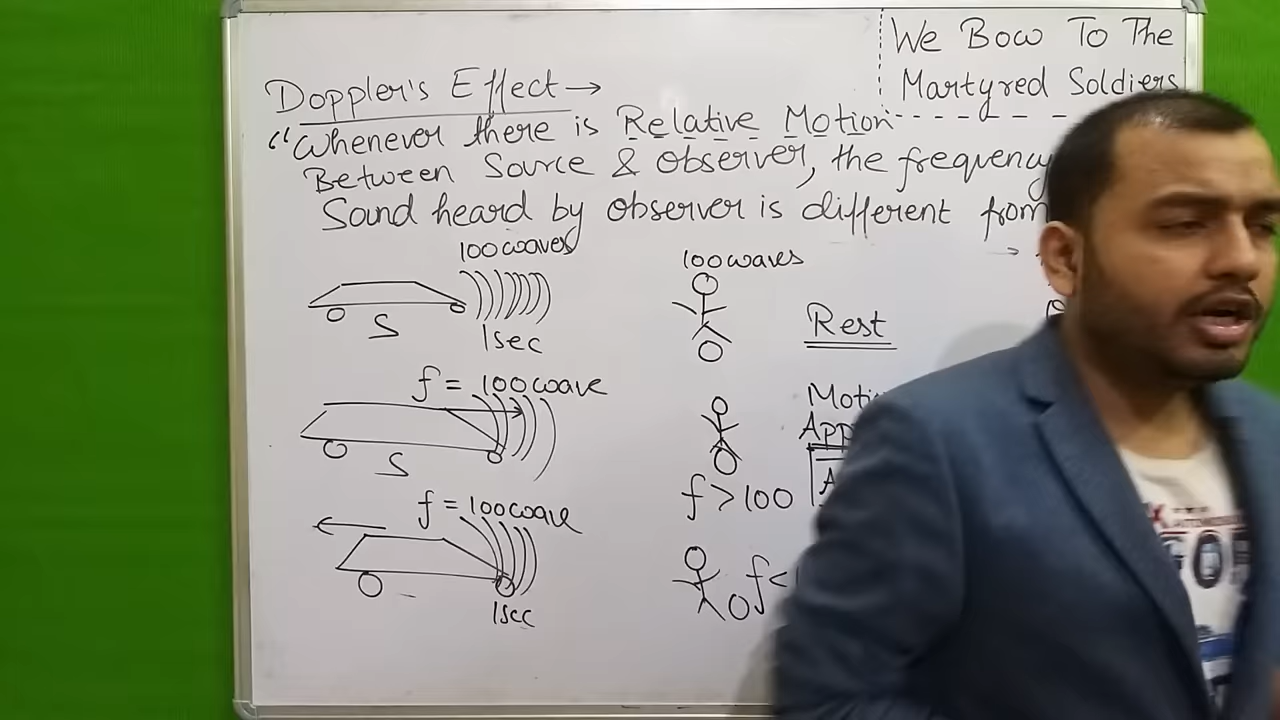 We Bow To The
Martyred Soldiers
Doppler's Effect →
"Whenever there is Relative Motion
Between Source & Observer, the frequency
Sound heard by observer is different from
100 waves
100 waves
S
1sec
Rest
f = 100 wave
S
f > 100
f = 100 wave
1sec
O
f <